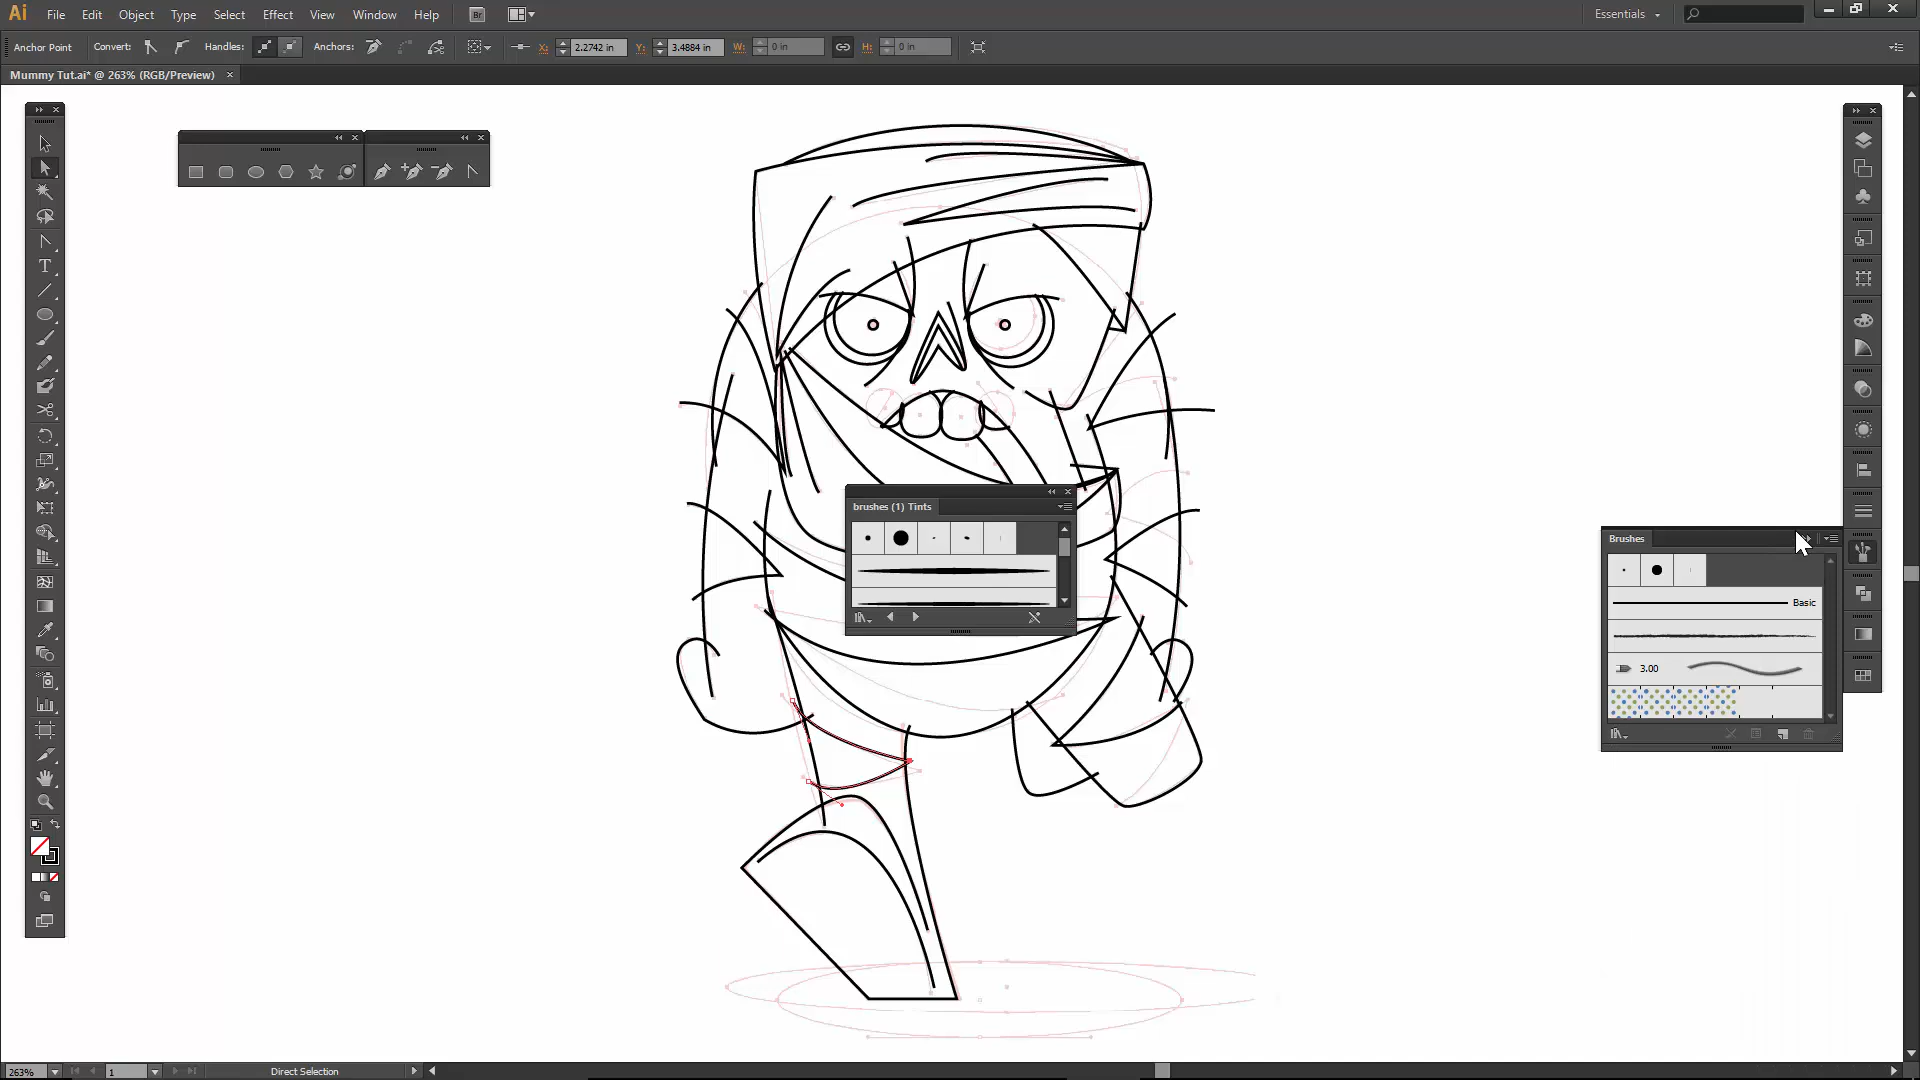 Ai File Edit Object Type Select Effect View Window Help Br Essentials
Anchor Point Convert: Handles: Anchors: X: 2.2742 in Y: 3.4884 in W: 0 in H: 0 in
Mummy Tut.ai* @ 263% (RGB/Preview)
brushes (1) Tints
Brushes
Basic
3.00
263% 1 Direct Selection